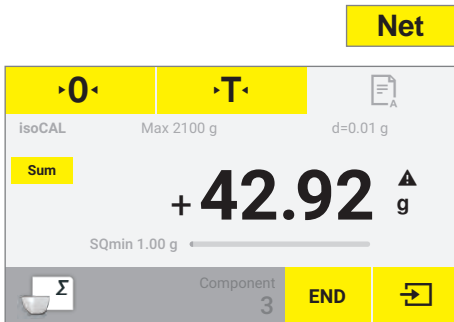 Net
▸0◂ ▸T◂
A
isoCAL Max 2100 g d=0.01 g
Sum
+42.92 g
SQmin 1.00 g
Σ
Component
3
END